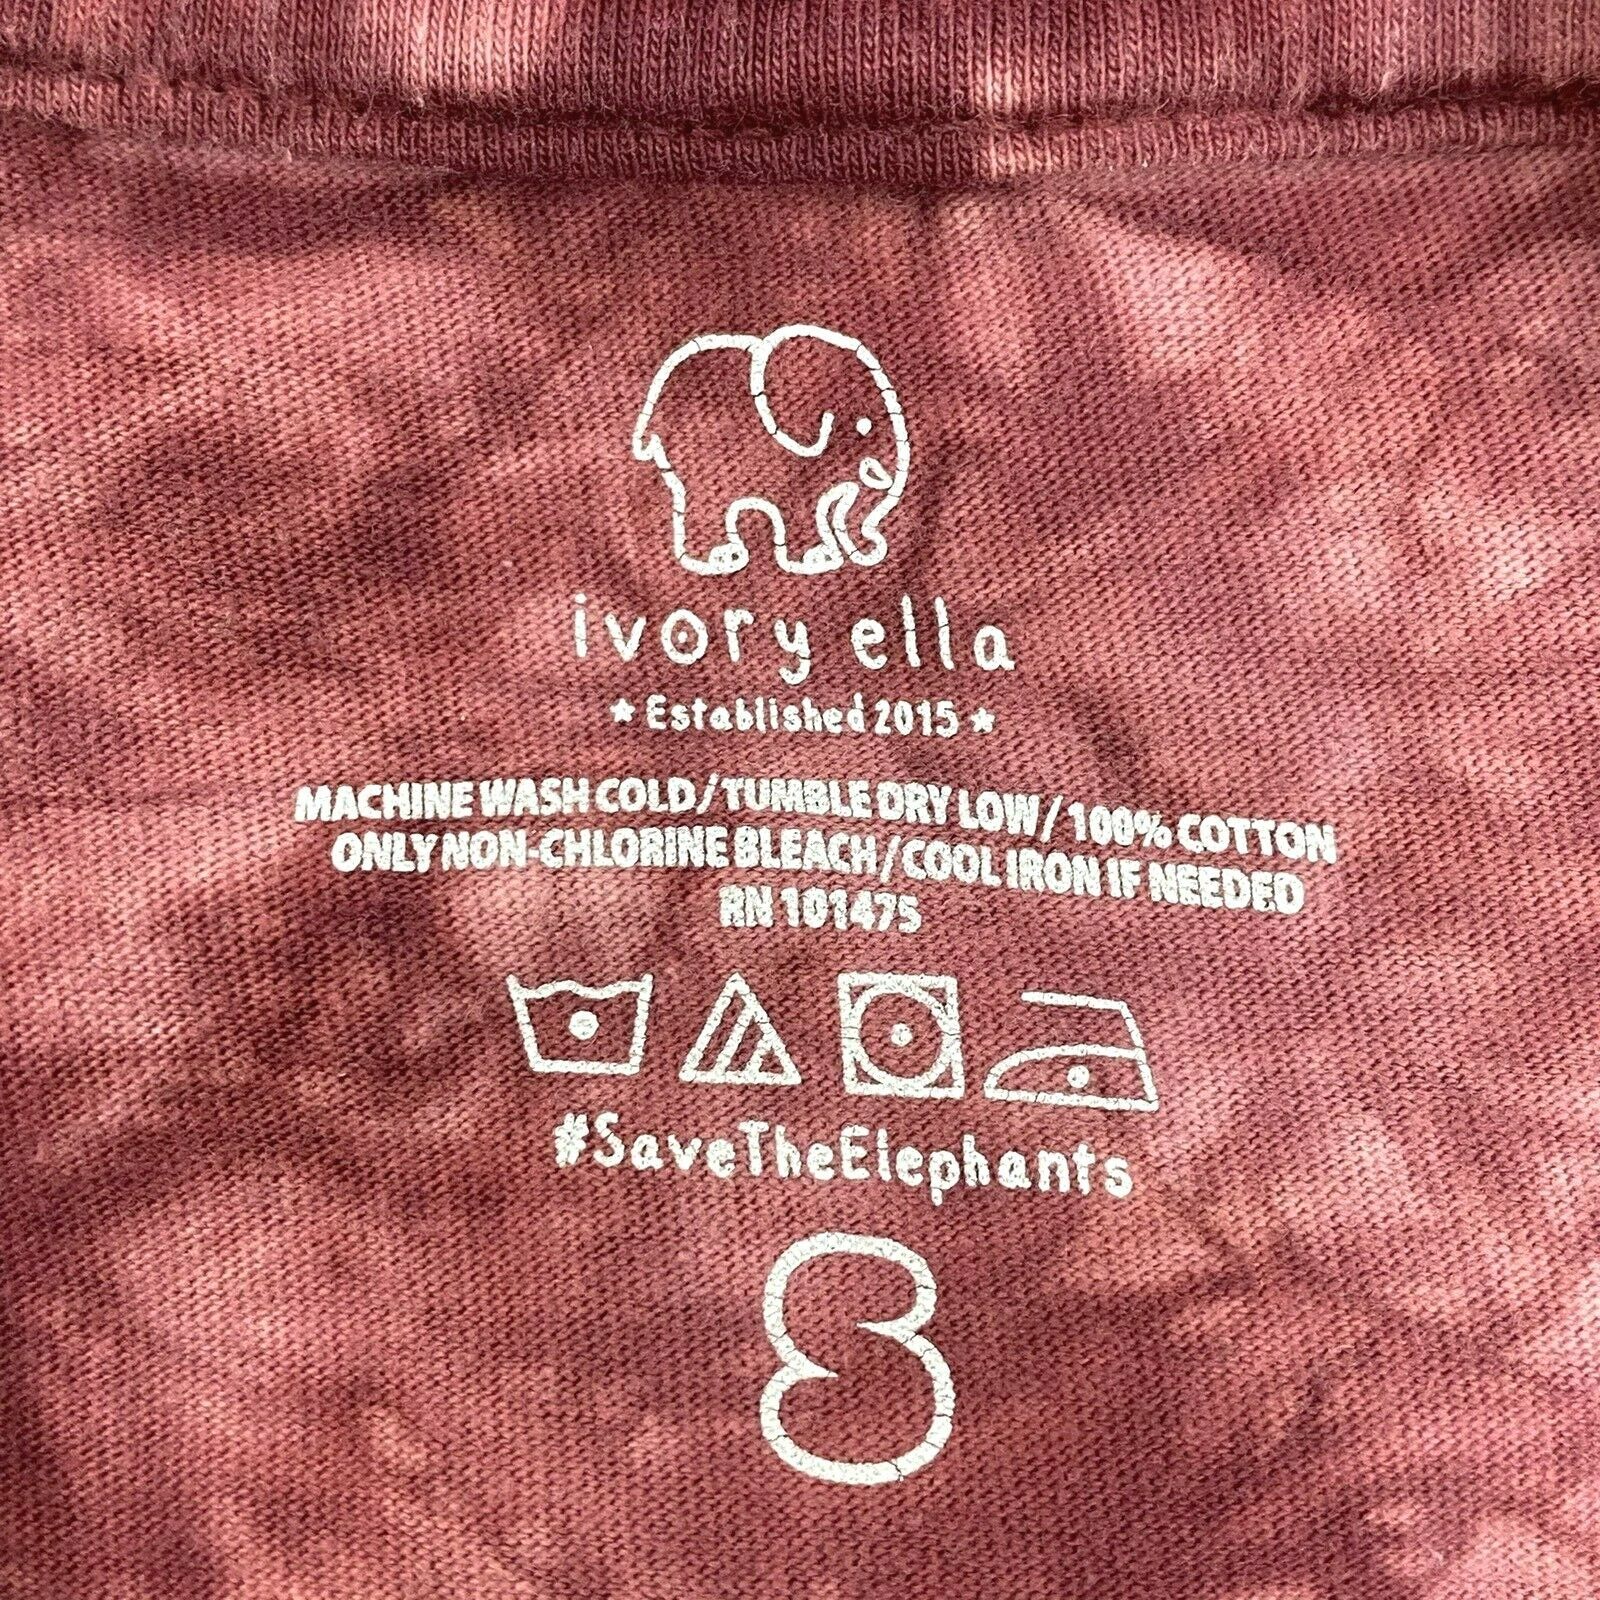 ivory ella
★ Established 2015 ★
MACHINE WASH COLD/TUMBLE DRY LOW/100% COTTON
ONLY NON-CHLORINE BLEACH/COOL IRON IF NEEDED
RN 101475
#SaveTheElephants
S